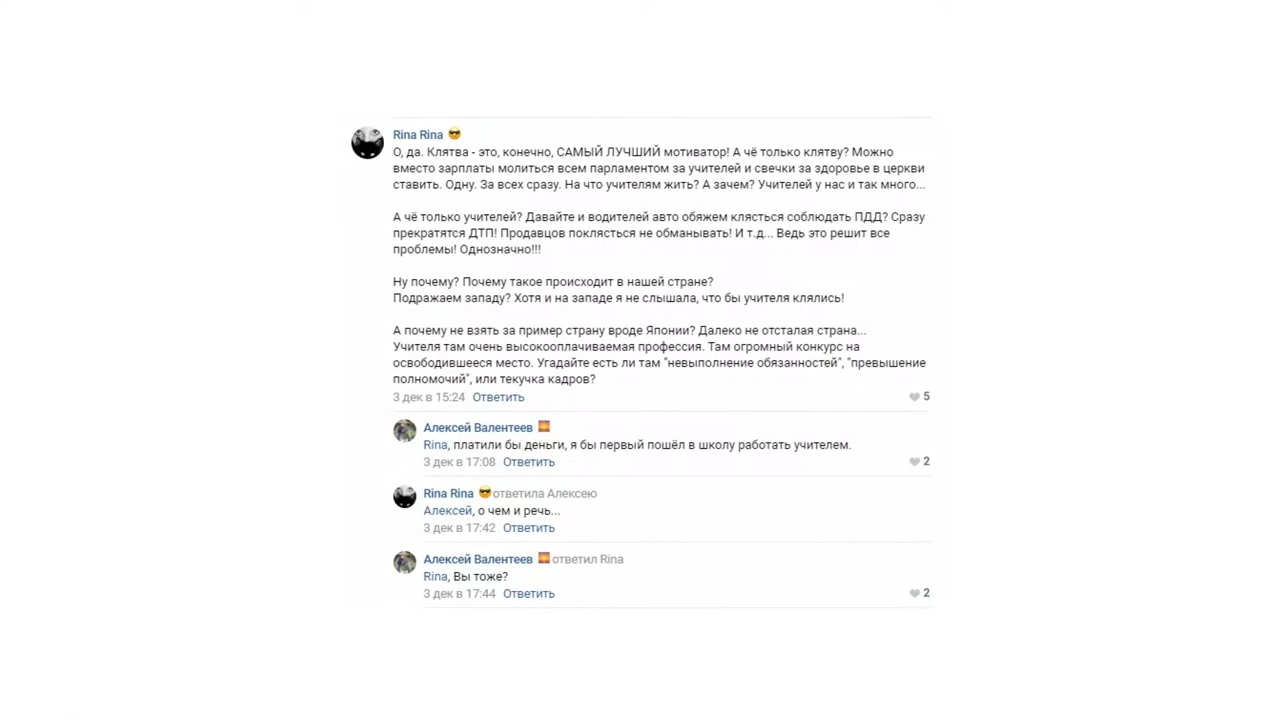 Rina Rina
О, да. Клятва - это, конечно, САМЫЙ ЛУЧШИЙ мотиватор! А чё только клятву? Можно
вместо зарплаты молиться всем парламентом за учителей и свечки за здоровье в церкви
ставить. Одну. За всех сразу. На что учителям жить? А зачем? Учителей у нас и так много...
А чё только учителей? Давайте и водителей авто обяжем клясться соблюдать ПДД? Сразу
прекратятся ДТП! Продавцов поклясться не обманывать! И т.д... Ведь это решит все
проблемы! Однозначно!!!
Ну почему? Почему такое происходит в нашей стране?
Подражаем западу? Хотя и на западе я не слышала, что бы учителя клялись!
А почему не взять за пример страну вроде Японии? Далеко не отсталая страна...
Учителя там очень высокооплачиваемая профессия. Там огромный конкурс на
освободившееся место. Угадайте есть ли там "невыполнение обязанностей", "превышение
полномочий", или текучка кадров?
3 дек в 15:24 Ответить 5
Алексей Валентеев
Rina, платили бы деньги, я бы первый пошёл в школу работать учителем.
3 дек в 17:08 Ответить 2
Rina Rina ответила Алексею
Алексей, о чем и речь...
3 дек в 17:42 Ответить
Алексей Валентеев ответил Rina
Rina, Вы тоже?
3 дек в 17:44 Ответить 2